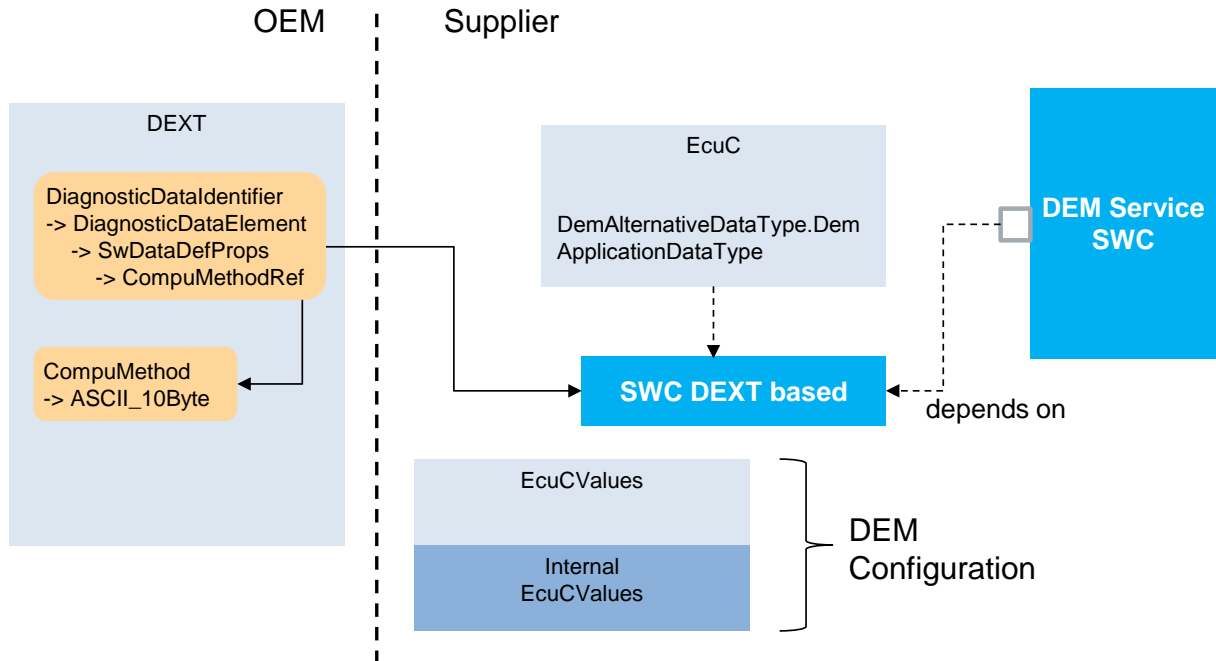 OEM
Supplier
DEXT
DiagnosticDataIdentifier
-> DiagnosticDataElement
-> SwDataDefProps
-> CompuMethodRef
CompuMethod
-> ASCII_10Byte
EcuC
DemAlternativeDataType.Dem
ApplicationDataType
DEM Service
SWC
SWC DEXT based
depends on
EcuCValues
Internal
EcuCValues
DEM
Configuration